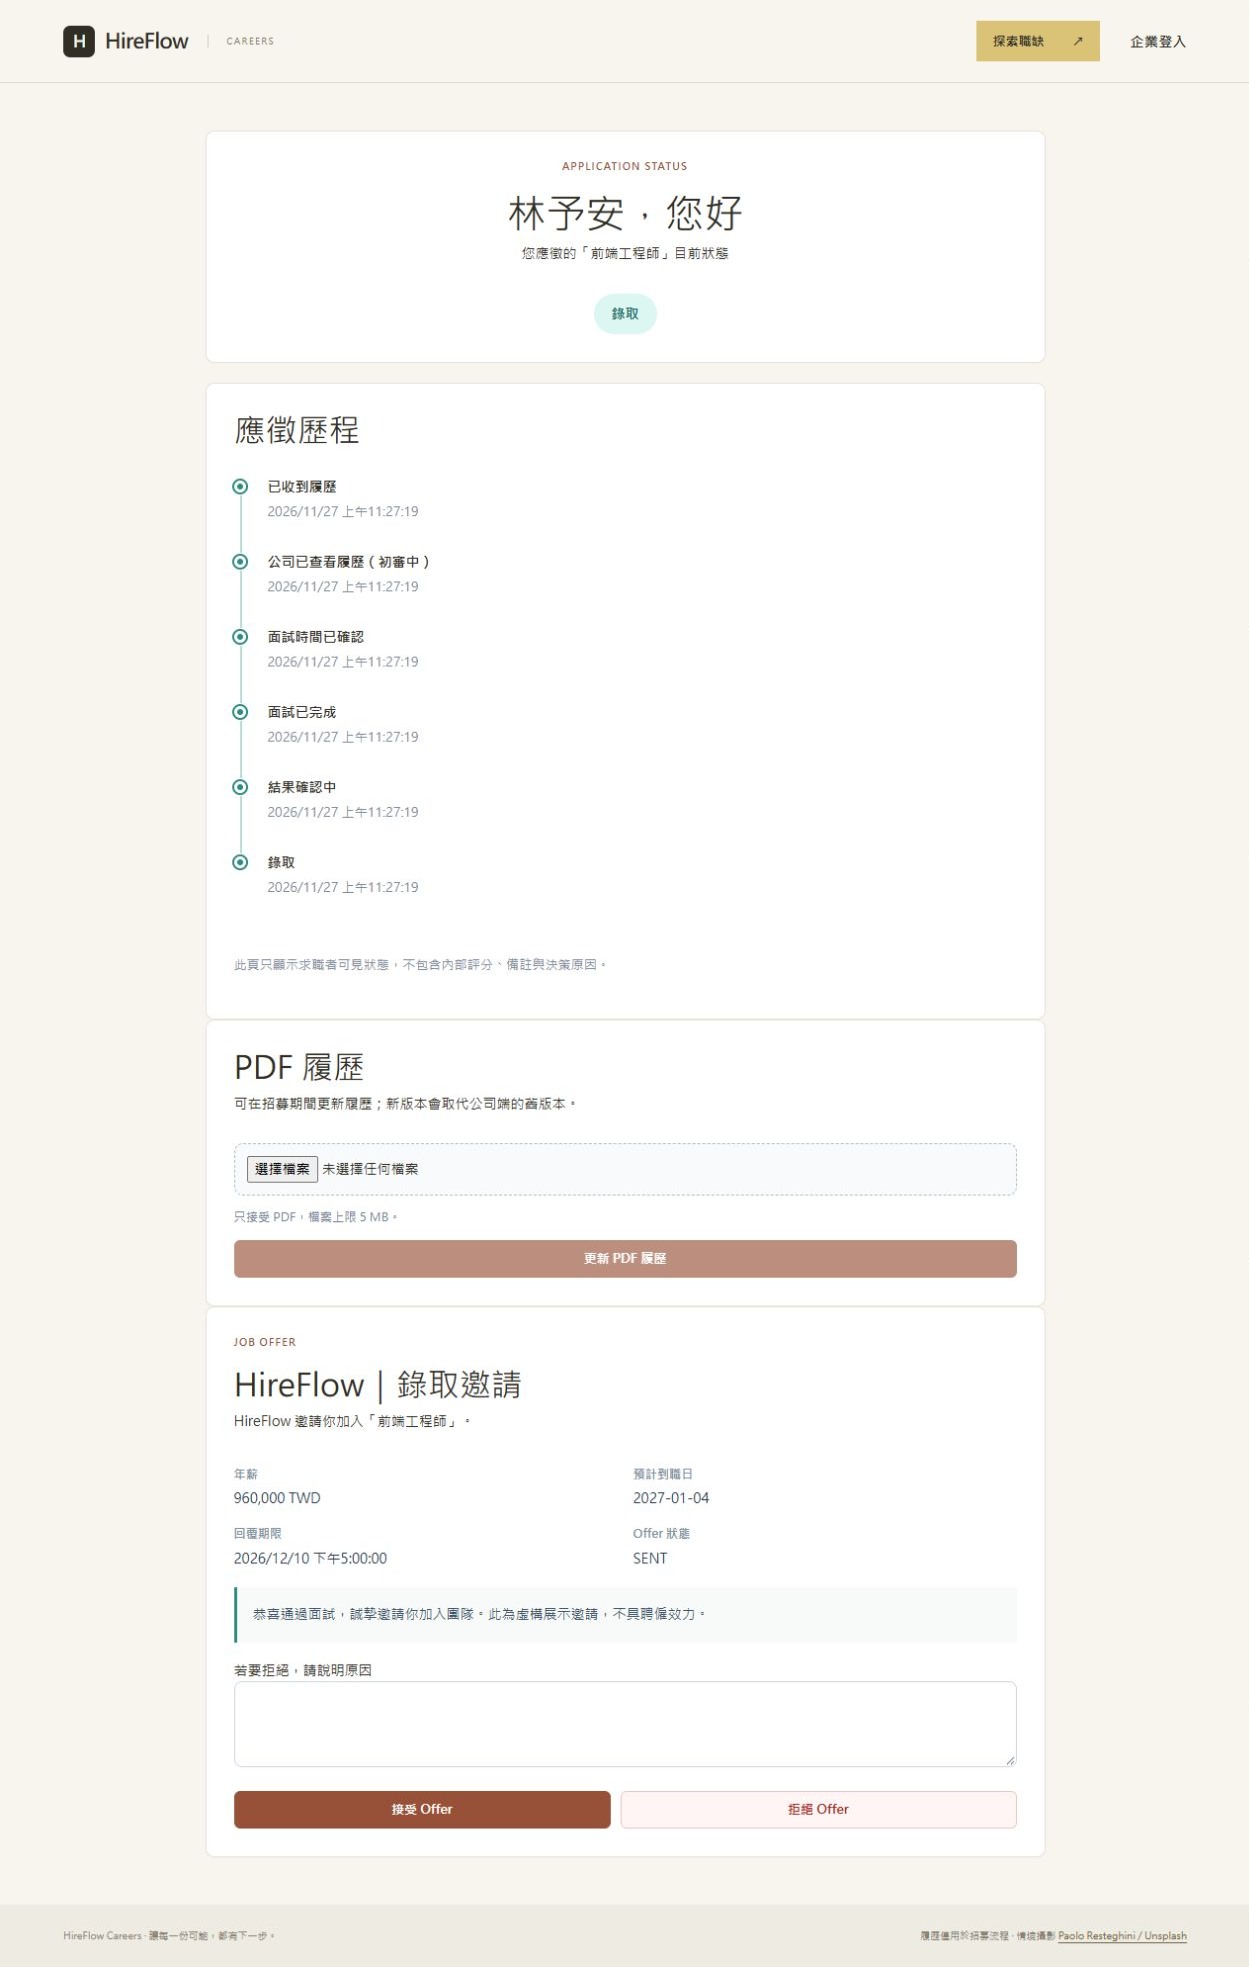 H HireFlow | CAREERS
探索職缺 ↗
企業登入
APPLICATION STATUS
林予安，您好
您應徵的「前端工程師」目前狀態
錄取
應徵歷程
已收到履歷
2026/11/27 上午11:27:19
公司已查看履歷（初審中）
2026/11/27 上午11:27:19
面試時間已確認
2026/11/27 上午11:27:19
面試已完成
2026/11/27 上午11:27:19
結果確認中
2026/11/27 上午11:27:19
錄取
2026/11/27 上午11:27:19
此頁只顯示求職者可見狀態，不包含內部評分、備註與決策原因。
PDF 履歷
可在招募期間更新履歷；新版本會取代公司端的舊版本。
選擇檔案 未選擇任何檔案
只接受 PDF，檔案上限 5 MB。
更新 PDF 履歷
JOB OFFER
HireFlow｜錄取邀請
HireFlow 邀請你加入「前端工程師」。
年薪
960,000 TWD
預計到職日
2027-01-04
回覆期限
2026/12/10 下午5:00:00
Offer 狀態
SENT
恭喜通過面試，誠摯邀請你加入團隊。此為虛構展示邀請，不具聘僱效力。
若要拒絕，請說明原因
接受 Offer
拒絕 Offer
HireFlow Careers · 讓每一份可能，都有下一步。
履歷僅用於招募流程 · 情境攝影 Paolo Resteghini / Unsplash